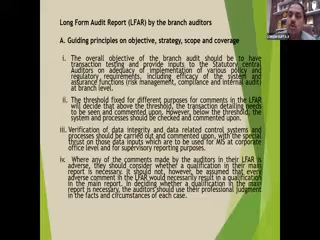 Long Form Audit Report (LFAR) by the branch auditors
A. Guiding principles on objective, strategy, scope and coverage
i. The overall objective of the branch audit should be to have
transaction testing and provide inputs to the Statutory central
Auditors on adequate of implementation of various policy and
regulatory requirements, including efficacy of the system and
assurance functions (risk management, compliance and internal audit)
at branch level.
ii. The threshold fixed for different purposes for comments in the LFAR
will decide that above the threshold, the transaction detailing needs
to be seen and commented upon. However, below the threshold, the
system and processes should be checked and commented upon.
iii. Verification of data integrity and data related control systems and
processes should be carried out and commented upon, with the special
thrust on those data inputs which are to be used for MIS at corporate
office level and for supervisory reporting purposes.
iv. Where any of the comments made by the auditors in their LFAR is
adverse, they should consider whether a qualification in their main
report is necessary. It should not, however, be assumed that every
adverse comment in the LFAR would necessarily result in a qualification
in the main report. In deciding whether a qualification in the main
report is necessary, the auditors should use their professional judgment
in the facts and circumstances of each case.